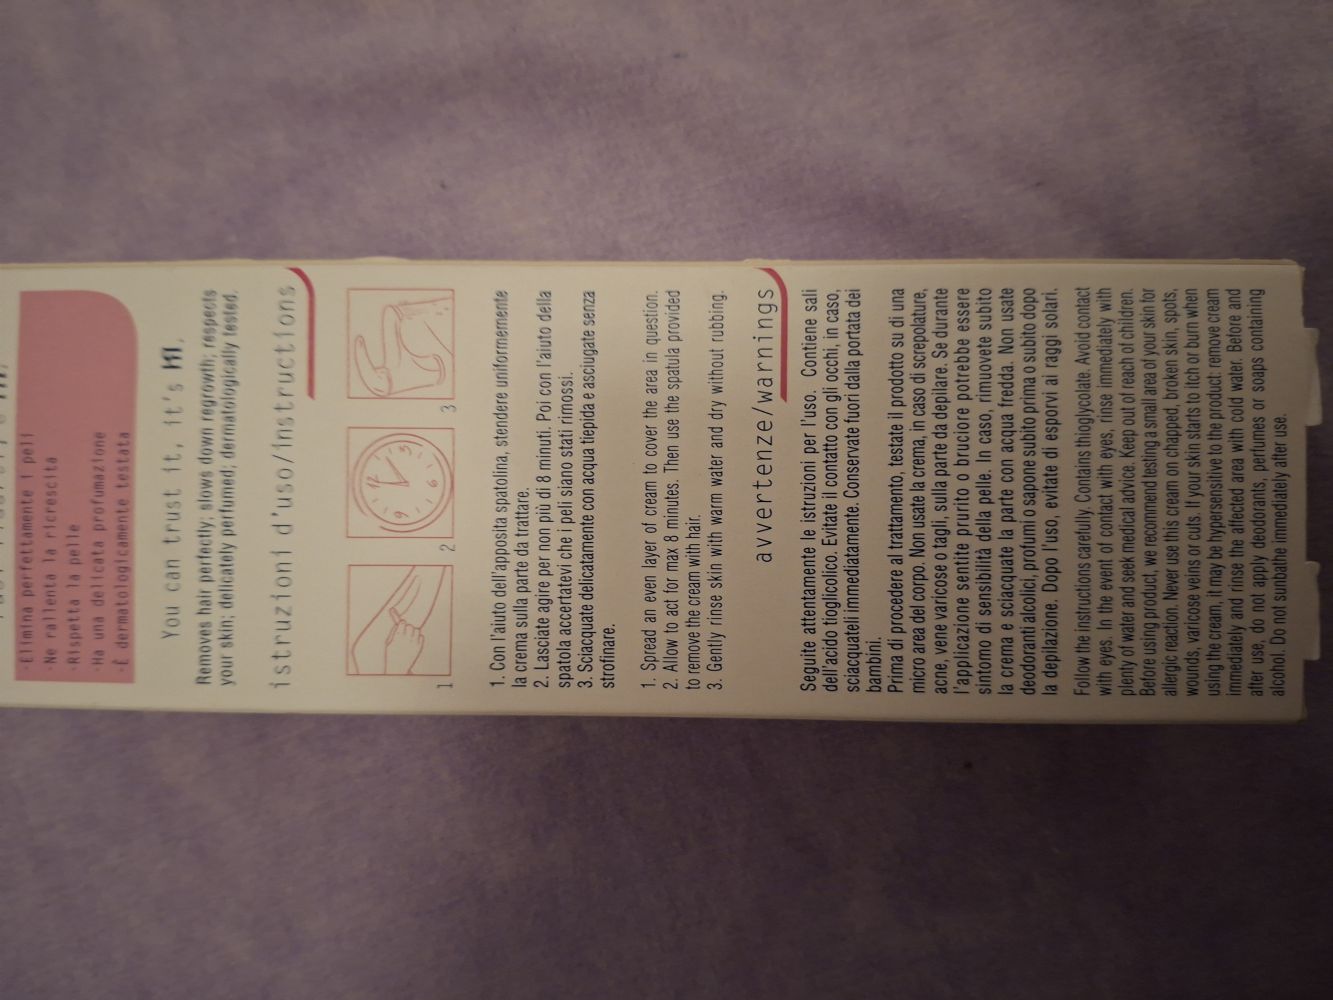 ·Elimina perfettamente i peli
·Ne rallenta la ricrescita
·Rispetta la pelle
·Ha una delicata profumazione
·È dermatologicamente testata
You can trust it, it's
Removes hair perfectly; slows down regrowth; respects
your skin; delicately perfumed; dermatologically tested.
istruzioni d'uso/instructions
1 2 3
1. Con l'aiuto dell'apposita spatolina, stendere uniformemente
la crema sulla parte da trattare.
2. Lasciate agire per non più di 8 minuti. Poi con l'aiuto della
spatola accertatevi che i peli siano stati rimossi.
3. Sciacquate delicatamente con acqua tiepida e asciugate senza
strofinare.
1. Spread an even layer of cream to cover the area in question.
2. Allow to act for max 8 minutes. Then use the spatula provided
to remove the cream with hair.
3. Gently rinse skin with warm water and dry without rubbing.
avvertenze/warnings
Seguite attentamente le istruzioni per l'uso. Contiene sali
dell'acido tioglicolico. Evitate il contatto con gli occhi, in caso,
sciacquateli immediatamente. Conservate fuori dalla portata dei
bambini.
Prima di procedere al trattamento, testate il prodotto su di una
micro area del corpo. Non usate la crema, in caso di screpolature,
acne, vene varicose o tagli, sulla parte da depilare. Se durante
l'applicazione sentite prurito o bruciore potrebbe essere
sintomo di sensibilità della pelle. In caso, rimuovete subito
la crema e sciacquate la parte con acqua fredda. Non usate
deodoranti alcolici, profumi o sapone subito prima o subito dopo
la depilazione. Dopo l'uso, evitate di esporvi ai raggi solari.
Follow the instructions carefully. Contains thioglycolate. Avoid contact
with eyes. In the event of contact with eyes, rinse immediately with
plenty of water and seek medical advice. Keep out of reach of children.
Before using product, we recommend testing a small area of your skin for
allergic reaction. Never use this cream on chapped, broken skin, spots,
wounds, varicose veins or cuts. If your skin starts to itch or burn when
using the cream, it may be hypersensitive to the product: remove cream
immediately and rinse the affected area with cold water. Before and
after use, do not apply deodorants, perfumes or soaps containing
alcohol. Do not sunbathe immediately after use.